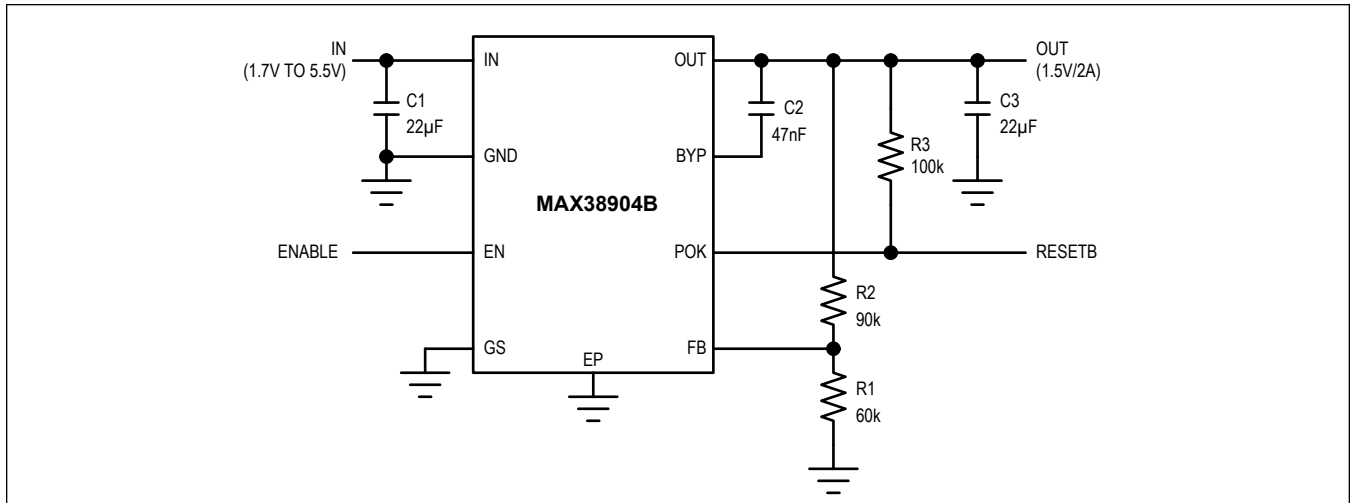 IN
(1.7V TO 5.5V)
C1
22µF
IN
GND
EN
GS
MAX38904B
EP
OUT
BYP
POK
FB
ENABLE
C2
47nF
R3
100k
C3
22µF
OUT
(1.5V/2A)
RESETB
R2
90k
R1
60k